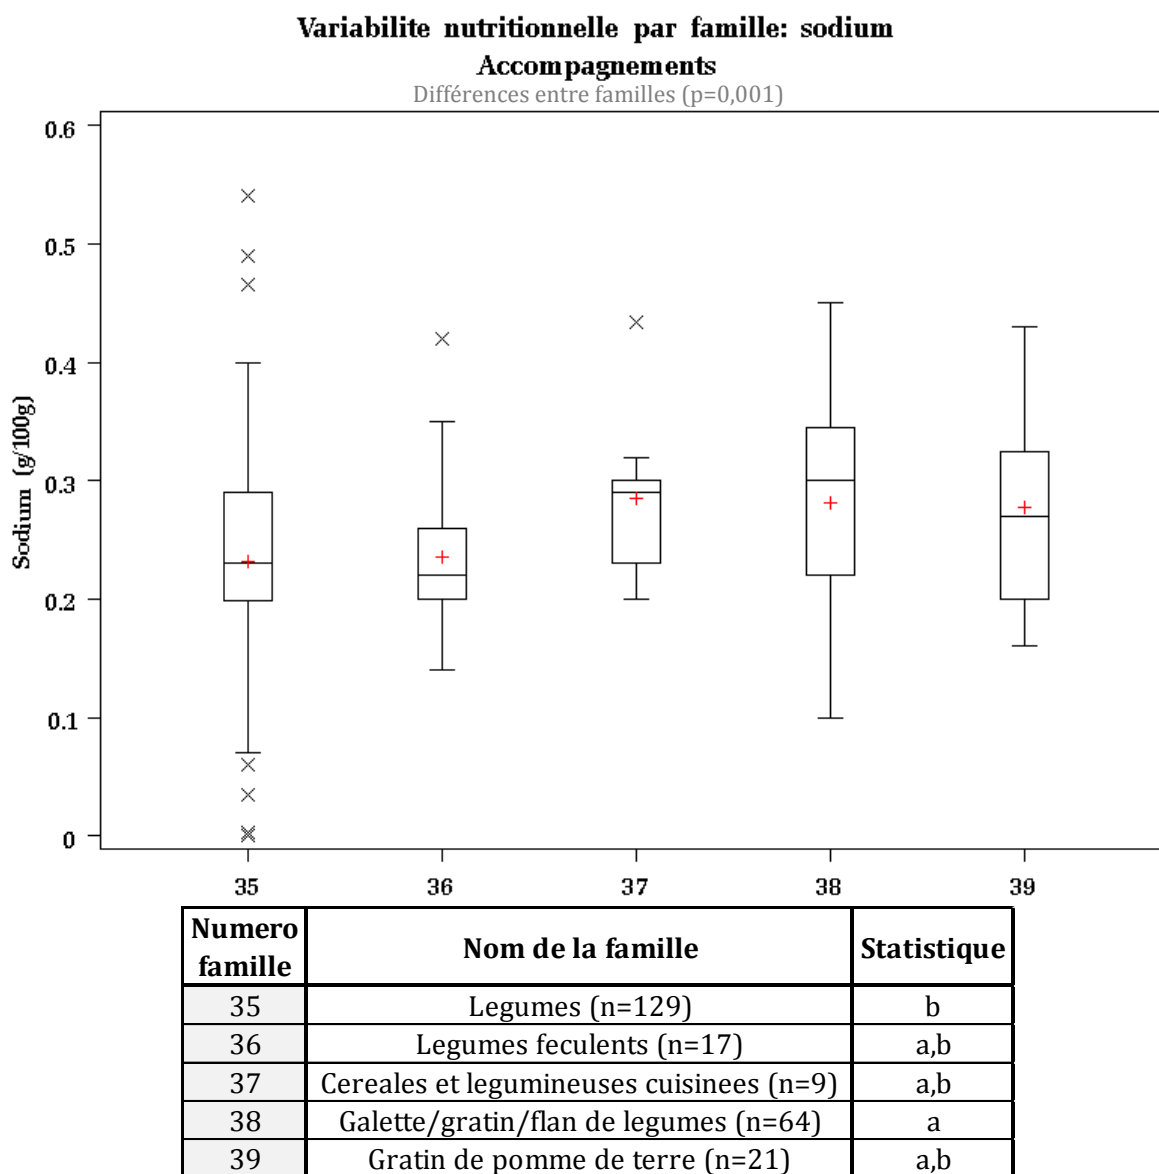 Variabilite nutritionnelle par famille: sodium
Accompagnements
Différences entre familles (p=0,001)
Sodium (g/100g)
0.6
0.5
0.4
0.3
0.2
0.1
0
35 36 37 38 39
Numero famille Nom de la famille Statistique
35 Legumes (n=129) b
36 Legumes feculents (n=17) a,b
37 Cereales et legumineuses cuisinees (n=9) a,b
38 Galette/gratin/flan de legumes (n=64) a
39 Gratin de pomme de terre (n=21) a,b